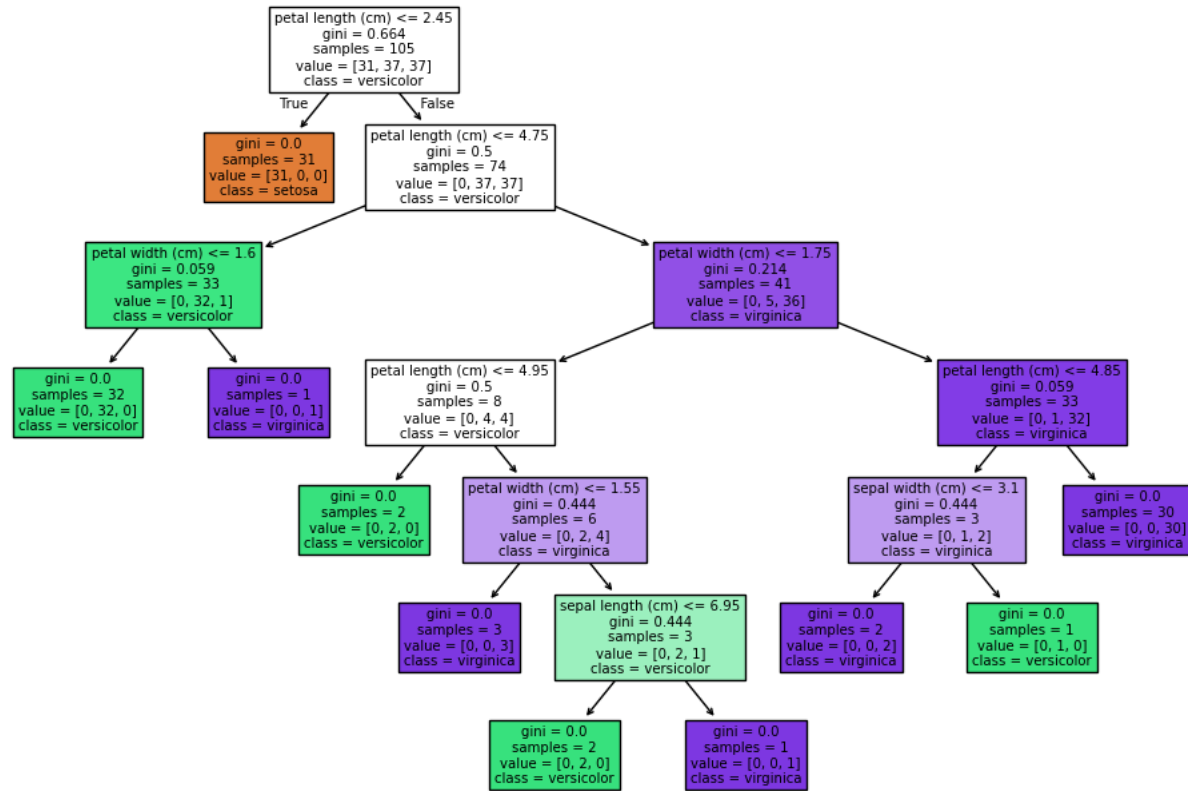 petal length (cm) <= 2.45
gini = 0.664
samples = 105
value = [31, 37, 37]
class = versicolor
True
False
gini = 0.0
samples = 31
value = [31, 0, 0]
class = setosa
petal length (cm) <= 4.75
gini = 0.5
samples = 74
value = [0, 37, 37]
class = versicolor
petal width (cm) <= 1.6
gini = 0.059
samples = 33
value = [0, 32, 1]
class = versicolor
petal width (cm) <= 1.75
gini = 0.214
samples = 41
value = [0, 5, 36]
class = virginica
gini = 0.0
samples = 32
value = [0, 32, 0]
class = versicolor
gini = 0.0
samples = 1
value = [0, 0, 1]
class = virginica
petal length (cm) <= 4.95
gini = 0.5
samples = 8
value = [0, 4, 4]
class = versicolor
petal length (cm) <= 4.85
gini = 0.059
samples = 33
value = [0, 1, 32]
class = virginica
gini = 0.0
samples = 2
value = [0, 2, 0]
class = versicolor
petal width (cm) <= 1.55
gini = 0.444
samples = 6
value = [0, 2, 4]
class = virginica
sepal width (cm) <= 3.1
gini = 0.444
samples = 3
value = [0, 1, 2]
class = virginica
gini = 0.0
samples = 30
value = [0, 0, 30]
class = virginica
gini = 0.0
samples = 3
value = [0, 0, 3]
class = virginica
sepal length (cm) <= 6.95
gini = 0.444
samples = 3
value = [0, 2, 1]
class = versicolor
gini = 0.0
samples = 2
value = [0, 0, 2]
class = virginica
gini = 0.0
samples = 1
value = [0, 1, 0]
class = versicolor
gini = 0.0
samples = 2
value = [0, 2, 0]
class = versicolor
gini = 0.0
samples = 1
value = [0, 0, 1]
class = virginica